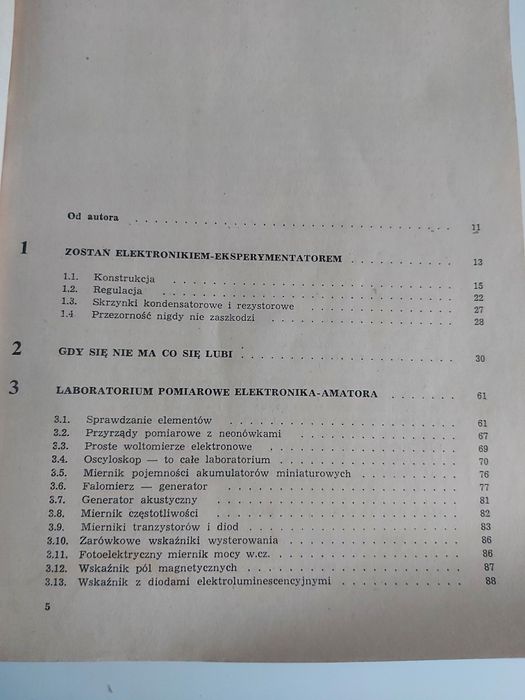 Od autora . . . . . . . . . . . . . . . . . . . . . . . . . . 11
1 ZOSTAŃ ELEKTRONIKIEM-EKSPERYMENTATOREM . . . . . . . . . 13
1.1. Konstrukcja . . . . . . . . . . . . . . . . . . . . . . 15
1.2. Regulacja . . . . . . . . . . . . . . . . . . . . . . 22
1.3. Skrzynki kondensatorowe i rezystorowe . . . . . . . . . . 27
1.4 Przezorność nigdy nie zaszkodzi . . . . . . . . . . . . . 28
2 GDY SIĘ NIE MA CO SIĘ LUBI . . . . . . . . . . . . . . . . 30
3 LABORATORIUM POMIAROWE ELEKTRONIKA-AMATORA . . . . . . 61
3.1. Sprawdzanie elementów . . . . . . . . . . . . . . . . . 61
3.2. Przyrządy pomiarowe z neonówkami . . . . . . . . . . . . 67
3.3. Proste woltomierze elektronowe . . . . . . . . . . . . . 69
3.4. Oscyloskop — to całe laboratorium . . . . . . . . . . . . 70
3.5. Miernik pojemności akumulatorów miniaturowych . . . . . . . 76
3.6. Falomierz — generator . . . . . . . . . . . . . . . . . 77
3.7. Generator akustyczny . . . . . . . . . . . . . . . . . . 81
3.8. Miernik częstotliwości . . . . . . . . . . . . . . . . . 82
3.9. Mierniki tranzystorów i diod . . . . . . . . . . . . . . 83
3.10. Żarówkowe wskaźniki wysterowania . . . . . . . . . . . . 86
3.11. Fotoelektryczny miernik mocy w.cz. . . . . . . . . . . . . 86
3.12. Wskaźnik pól magnetycznych . . . . . . . . . . . . . . . 87
3.13. Wskaźnik z diodami elektroluminescencyjnymi . . . . . . . . 88
5